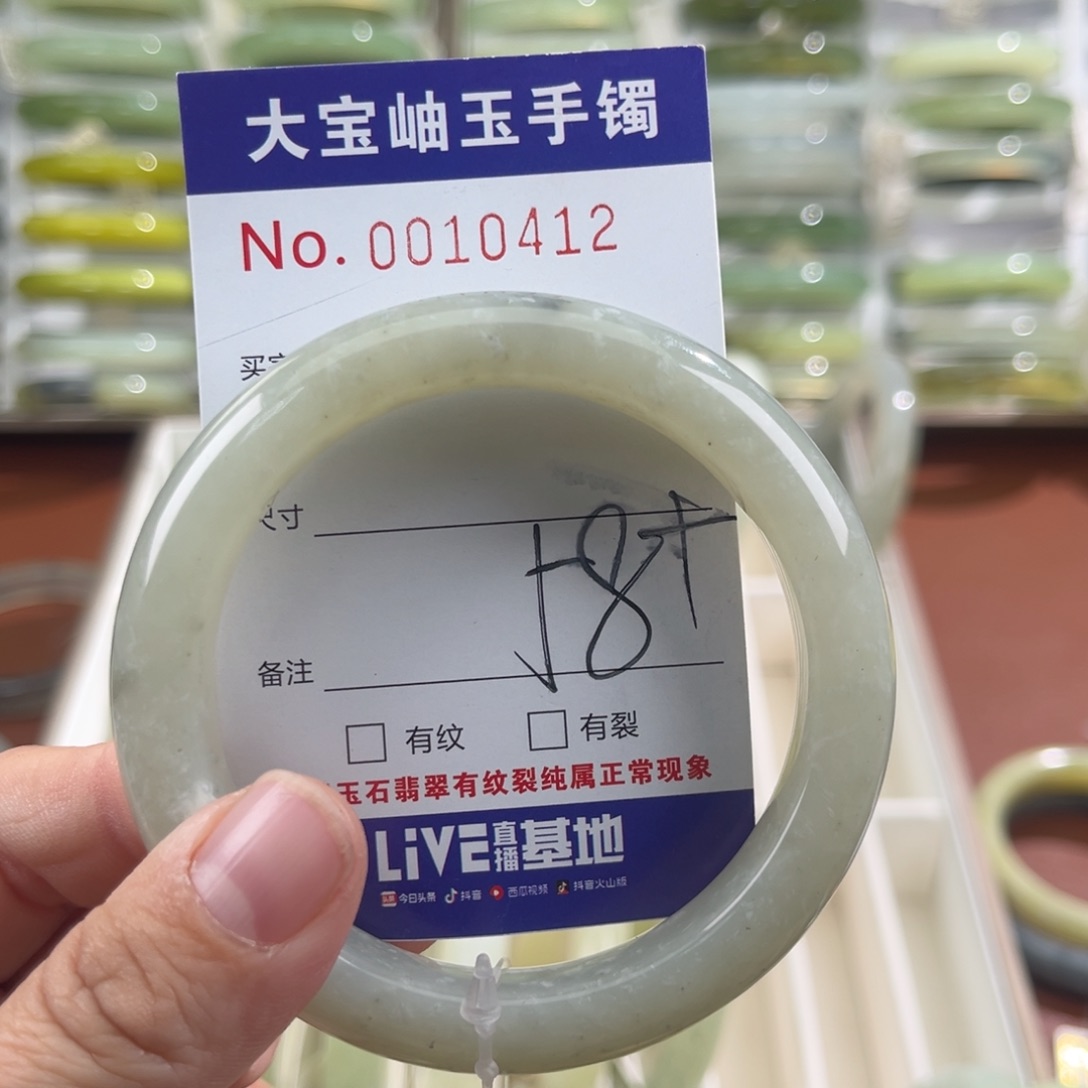 大宝岫玉手镯
No. 0010412
买
尺寸
备注
□ 有纹 □ 有裂
玉石翡翠有纹裂纯属正常现象
LiVE直播基地
今日头条 抖音 西瓜视频 抖音火山版